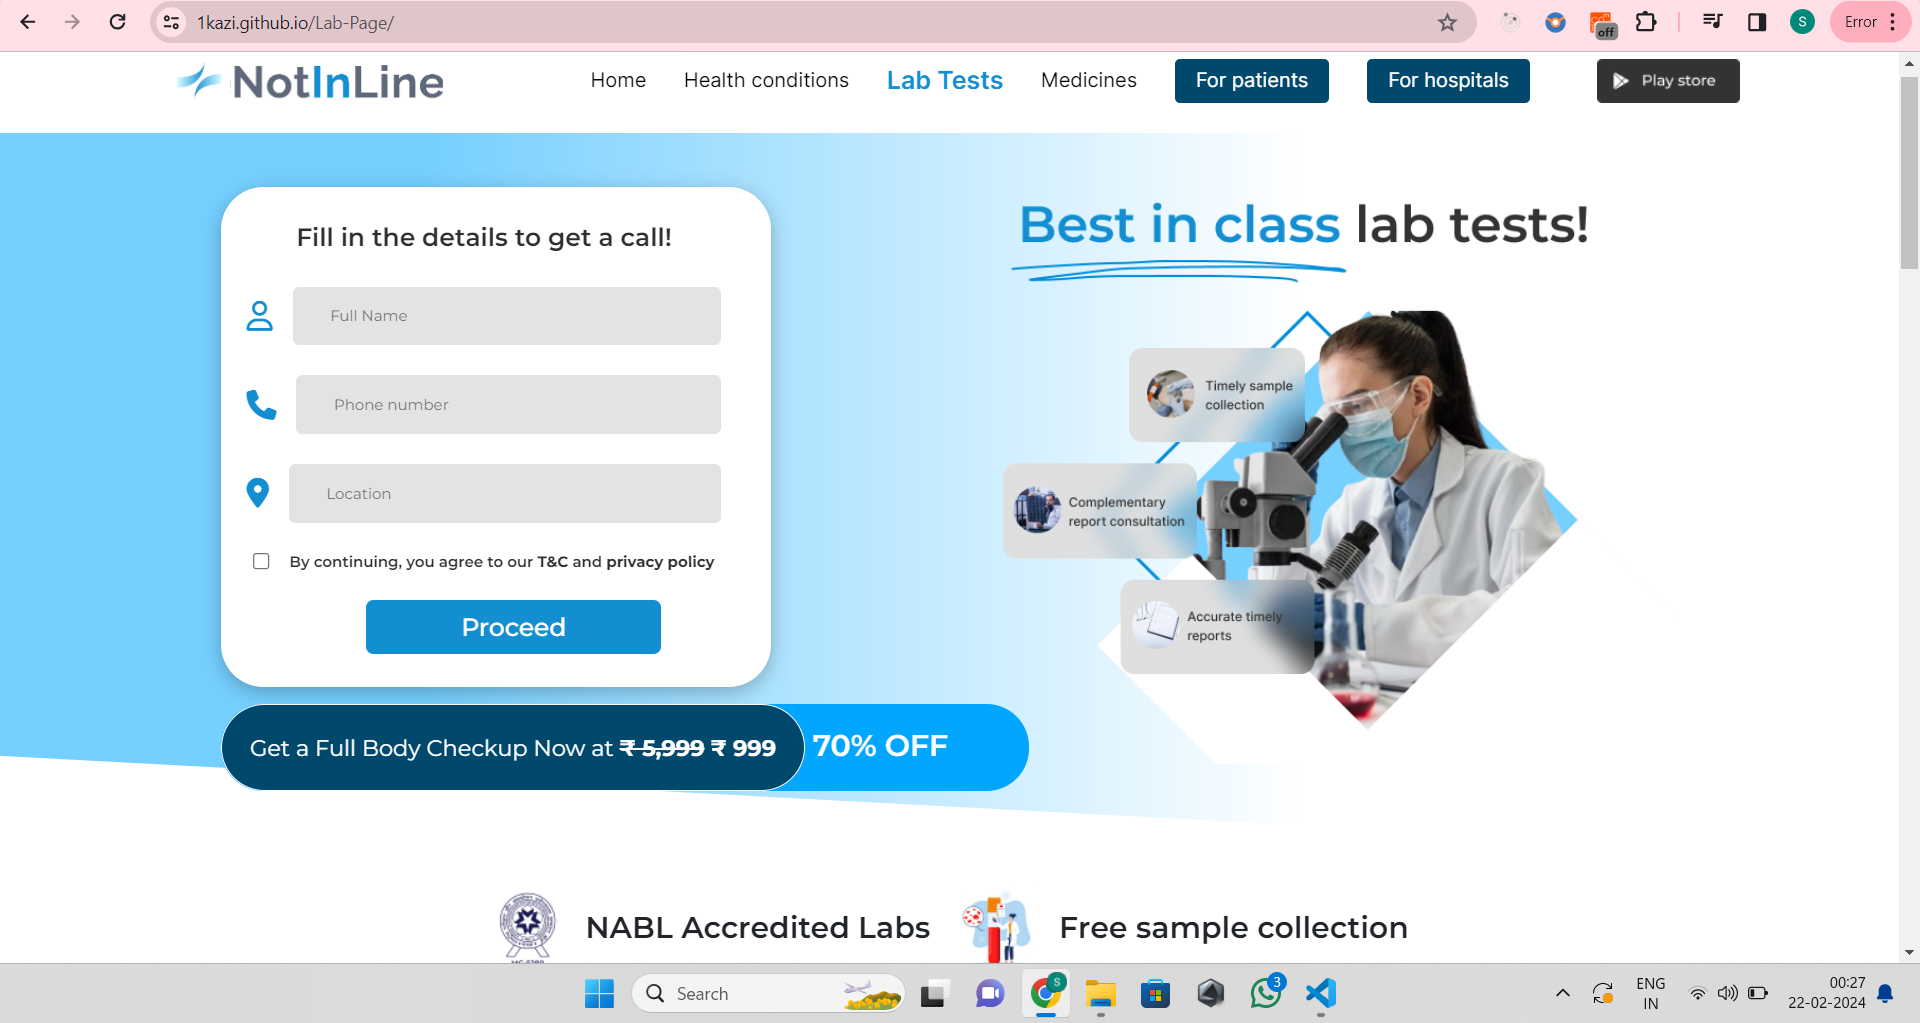 1kazi.github.io/Lab-Page/
off
S
Error
NotInLine
Home
Health conditions
Lab Tests
Medicines
For patients
For hospitals
Play store
Fill in the details to get a call!
Full Name
Phone number
Location
By continuing, you agree to our T&C and privacy policy
Proceed
Best in class lab tests!
Timely sample
collection
Complementary
report consultation
Accurate timely
reports
Get a Full Body Checkup Now at ₹ 5,999 ₹ 999
70% OFF
NABL Accredited Labs
Free sample collection
Search
S
3
ENG
IN
00:27
22-02-2024